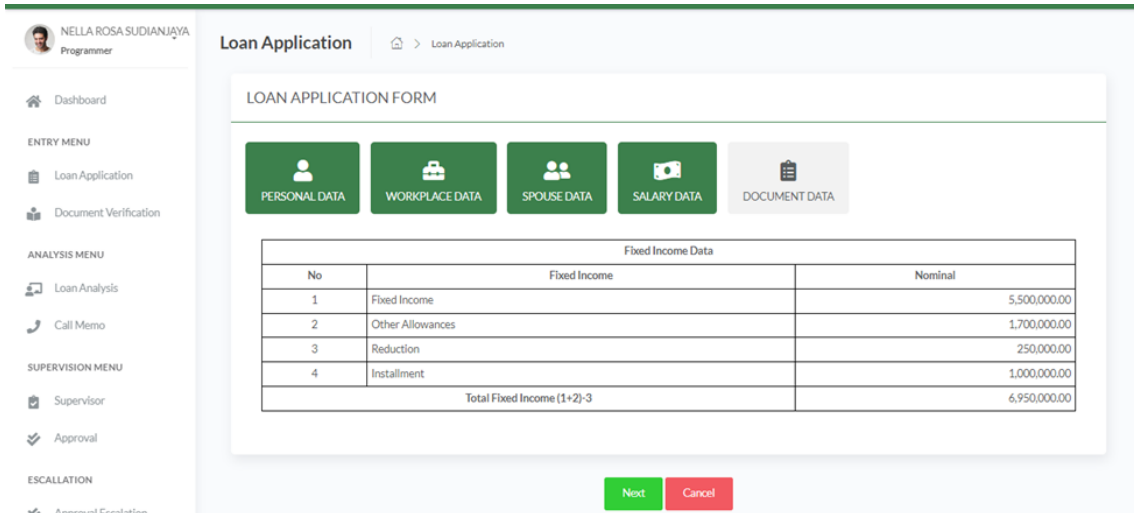 NELLA ROSA SUDIANJAYA
Programmer
Dashboard
ENTRY MENU
Loan Application
Document Verification
ANALYSIS MENU
Loan Analysis
Call Memo
SUPERVISION MENU
Supervisor
Approval
ESCALLATION
Approval Escalation
Loan Application > Loan Application
LOAN APPLICATION FORM
PERSONAL DATA WORKPLACE DATA SPOUSE DATA SALARY DATA DOCUMENT DATA
Fixed Income Data
No Fixed Income Nominal
1 Fixed Income 5,500,000.00
2 Other Allowances 1,700,000.00
3 Reduction 250,000.00
4 Installment 1,000,000.00
Total Fixed Income (1+2)-3 6,950,000.00
Next Cancel